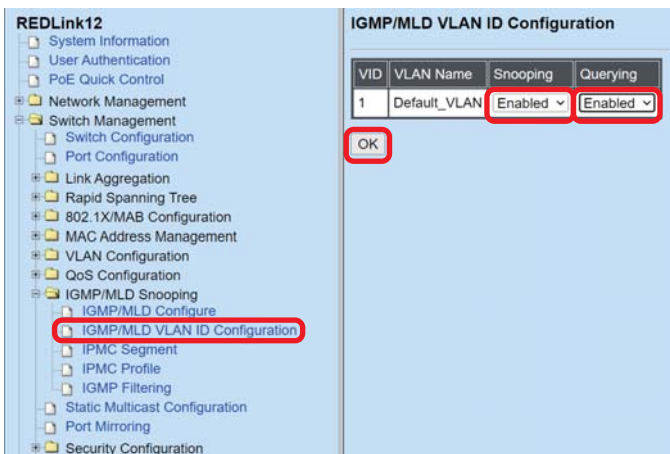 REDLink12
System Information
User Authentication
PoE Quick Control
Network Management
Switch Management
Switch Configuration
Port Configuration
Link Aggregation
Rapid Spanning Tree
802.1X/MAB Configuration
MAC Address Management
VLAN Configuration
QoS Configuration
IGMP/MLD Snooping
IGMP/MLD Configure
IGMP/MLD VLAN ID Configuration
IPMC Segment
IPMC Profile
IGMP Filtering
Static Multicast Configuration
Port Mirroring
Security Configuration
IGMP/MLD VLAN ID Configuration
VID VLAN Name Snooping Querying
1 Default_VLAN Enabled Enabled
OK